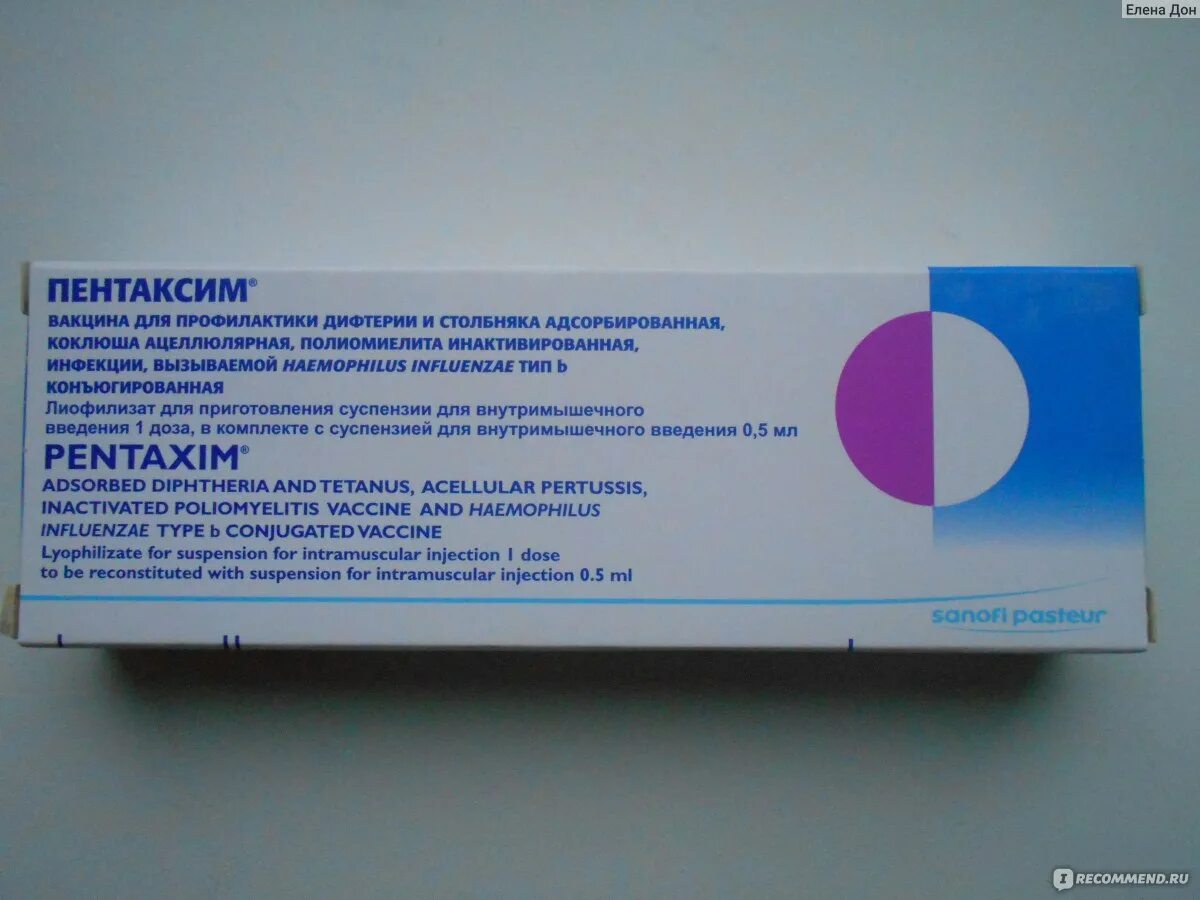 Елена Дон
ПЕНТАКСИМ®
ВАКЦИНА ДЛЯ ПРОФИЛАКТИКИ ДИФТЕРИИ И СТОЛБНЯКА АДСОРБИРОВАННАЯ,
КОКЛЮША АЦЕЛЛЮЛЯРНАЯ, ПОЛИОМИЕЛИТА ИНАКТИВИРОВАННАЯ,
ИНФЕКЦИИ, ВЫЗЫВАЕМОЙ HAEMOPHILUS INFLUENZAE ТИП b
КОНЪЮГИРОВАННАЯ
Лиофилизат для приготовления суспензии для внутримышечного
введения 1 доза, в комплекте с суспензией для внутримышечного введения 0,5 мл
PENTAXIM®
ADSORBED DIPHTHERIA AND TETANUS, ACELLULAR PERTUSSIS,
INACTIVATED POLIOMYELITIS VACCINE AND HAEMOPHILUS
INFLUENZAE TYPE b CONJUGATED VACCINE
Lyophilizate for suspension for intramuscular injection 1 dose
to be reconstituted with suspension for intramuscular injection 0.5 ml
sanofi pasteur
IRECOMMEND.RU